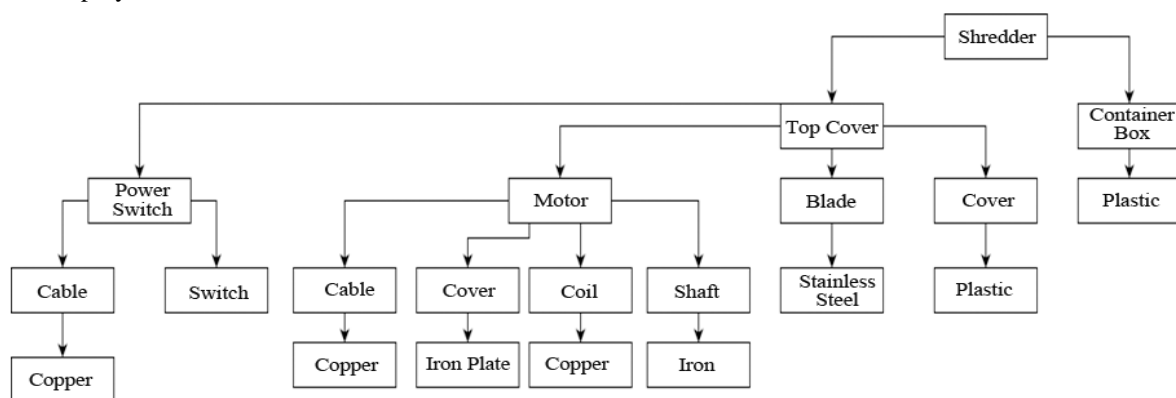 Shredder
Top Cover
Container
Box
Power
Switch
Motor
Blade
Cover
Plastic
Cable
Switch
Cable
Cover
Coil
Shaft
Stainless
Steel
Plastic
Copper
Copper
Iron Plate
Copper
Iron